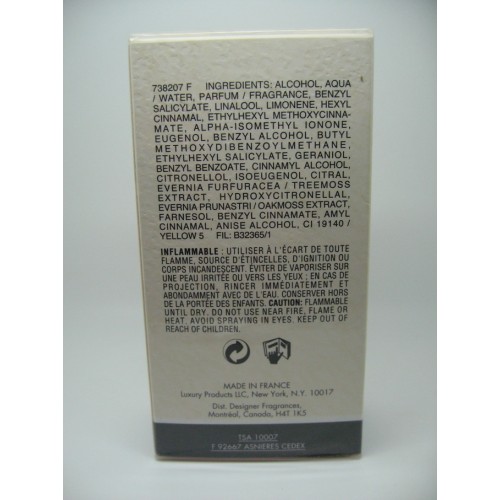 738207 F   INGREDIENTS: ALCOHOL, AQUA
/ WATER, PARFUM / FRAGRANCE, BENZYL
SALICYLATE, LINALOOL, LIMONENE, HEXYL
CINNAMAL, ETHYLHEXYL METHOXYCINNA-
MATE, ALPHA-ISOMETHYL IONONE,
EUGENOL, BENZYL ALCOHOL, BUTYL
METHOXYDIBENZOYLMETHANE,
ETHYLHEXYL SALICYLATE, GERANIOL,
BENZYL BENZOATE, CINNAMYL ALCOHOL,
CITRONELLOL, ISOEUGENOL, CITRAL,
EVERNIA FURFURACEA / TREEMOSS
EXTRACT, HYDROXYCITRONELLAL,
EVERNIA PRUNASTRI / OAKMOSS EXTRACT,
FARNESOL, BENZYL CINNAMATE, AMYL
CINNAMAL, ANISE ALCOHOL, CI 19140 /
YELLOW 5   FIL: B32365/1
INFLAMMABLE : UTILISER À L'ÉCART DE TOUTE
FLAMME, SOURCE D'ÉTINCELLES, D'IGNITION OU
CORPS INCANDESCENT. ÉVITER DE VAPORISER SUR
UNE PEAU IRRITÉE OU VERS LES YEUX : EN CAS DE
PROJECTION, RINCER IMMÉDIATEMENT ET
ABONDAMMENT AVEC DE L'EAU. CONSERVER HORS
DE LA PORTÉE DES ENFANTS. CAUTION: FLAMMABLE
UNTIL DRY. DO NOT USE NEAR FIRE, FLAME OR
HEAT. AVOID SPRAYING IN EYES. KEEP OUT OF
REACH OF CHILDREN.
MADE IN FRANCE
Luxury Products LLC, New York, N.Y. 10017
Dist. Designer Fragrances,
Montréal, Canada, H4T 1K5
TSA 10007
F 92667 ASNIERES CEDEX